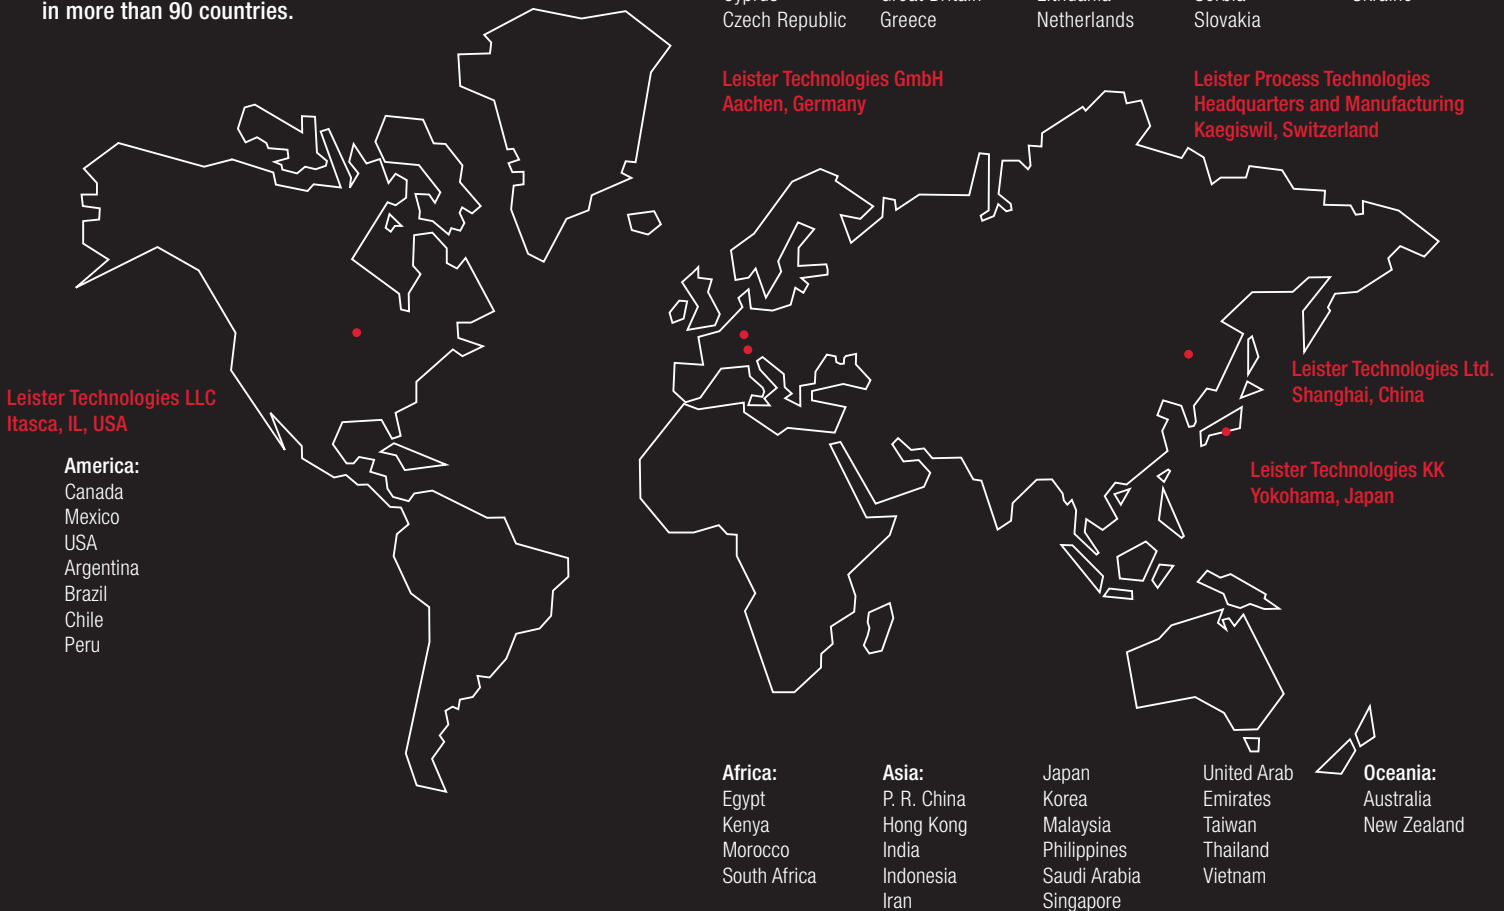 in more than 90 countries.
Czech Republic
Greece
Netherlands
Slovakia
Leister Technologies GmbH
Aachen, Germany
Leister Process Technologies
Headquarters and Manufacturing
Kaegiswil, Switzerland
Leister Technologies LLC
Itasca, IL, USA
America:
Canada
Mexico
USA
Argentina
Brazil
Chile
Peru
Leister Technologies Ltd.
Shanghai, China
Leister Technologies KK
Yokohama, Japan
Africa:
Egypt
Kenya
Morocco
South Africa
Asia:
P. R. China
Hong Kong
India
Indonesia
Iran
Japan
Korea
Malaysia
Philippines
Saudi Arabia
Singapore
United Arab
Emirates
Taiwan
Thailand
Vietnam
Oceania:
Australia
New Zealand